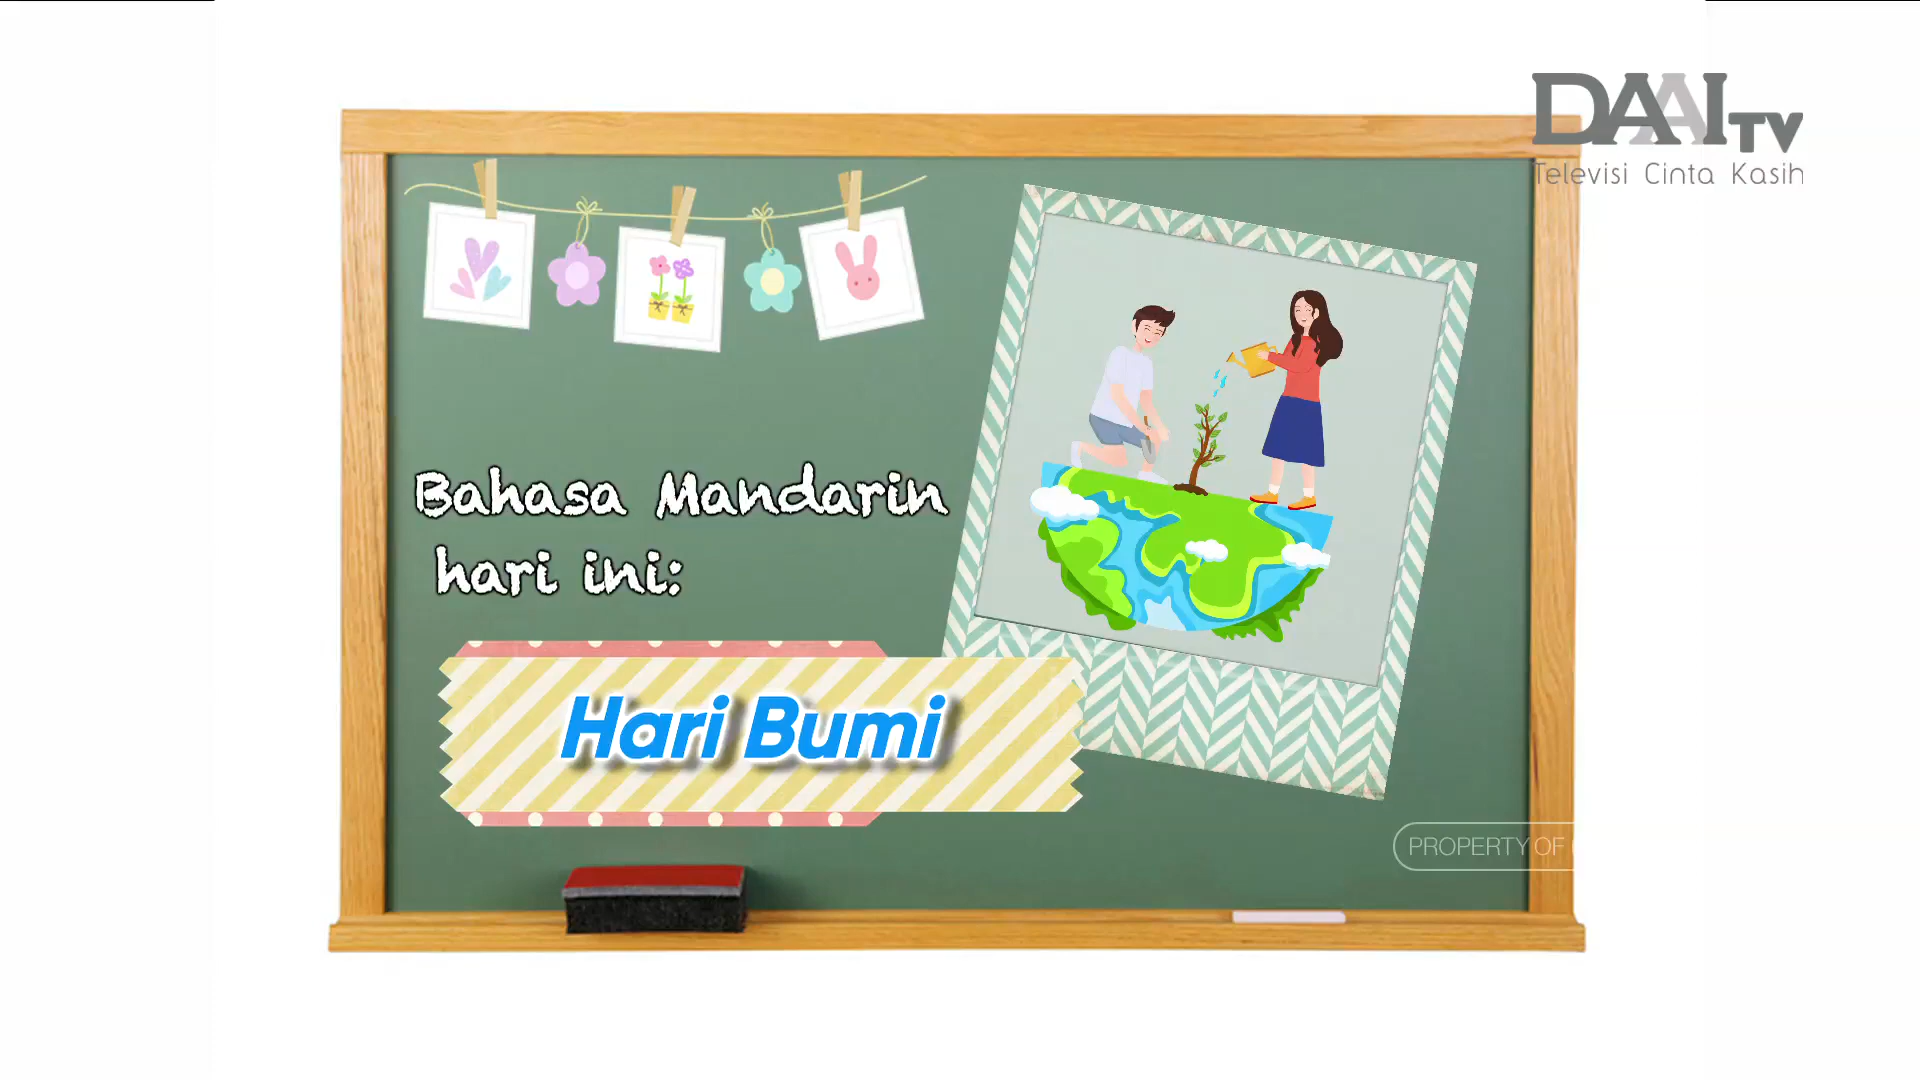 DAAI TV
Televisi Cinta Kasih
Bahasa Mandarin
hari ini:
Hari Bumi
PROPERTY OF